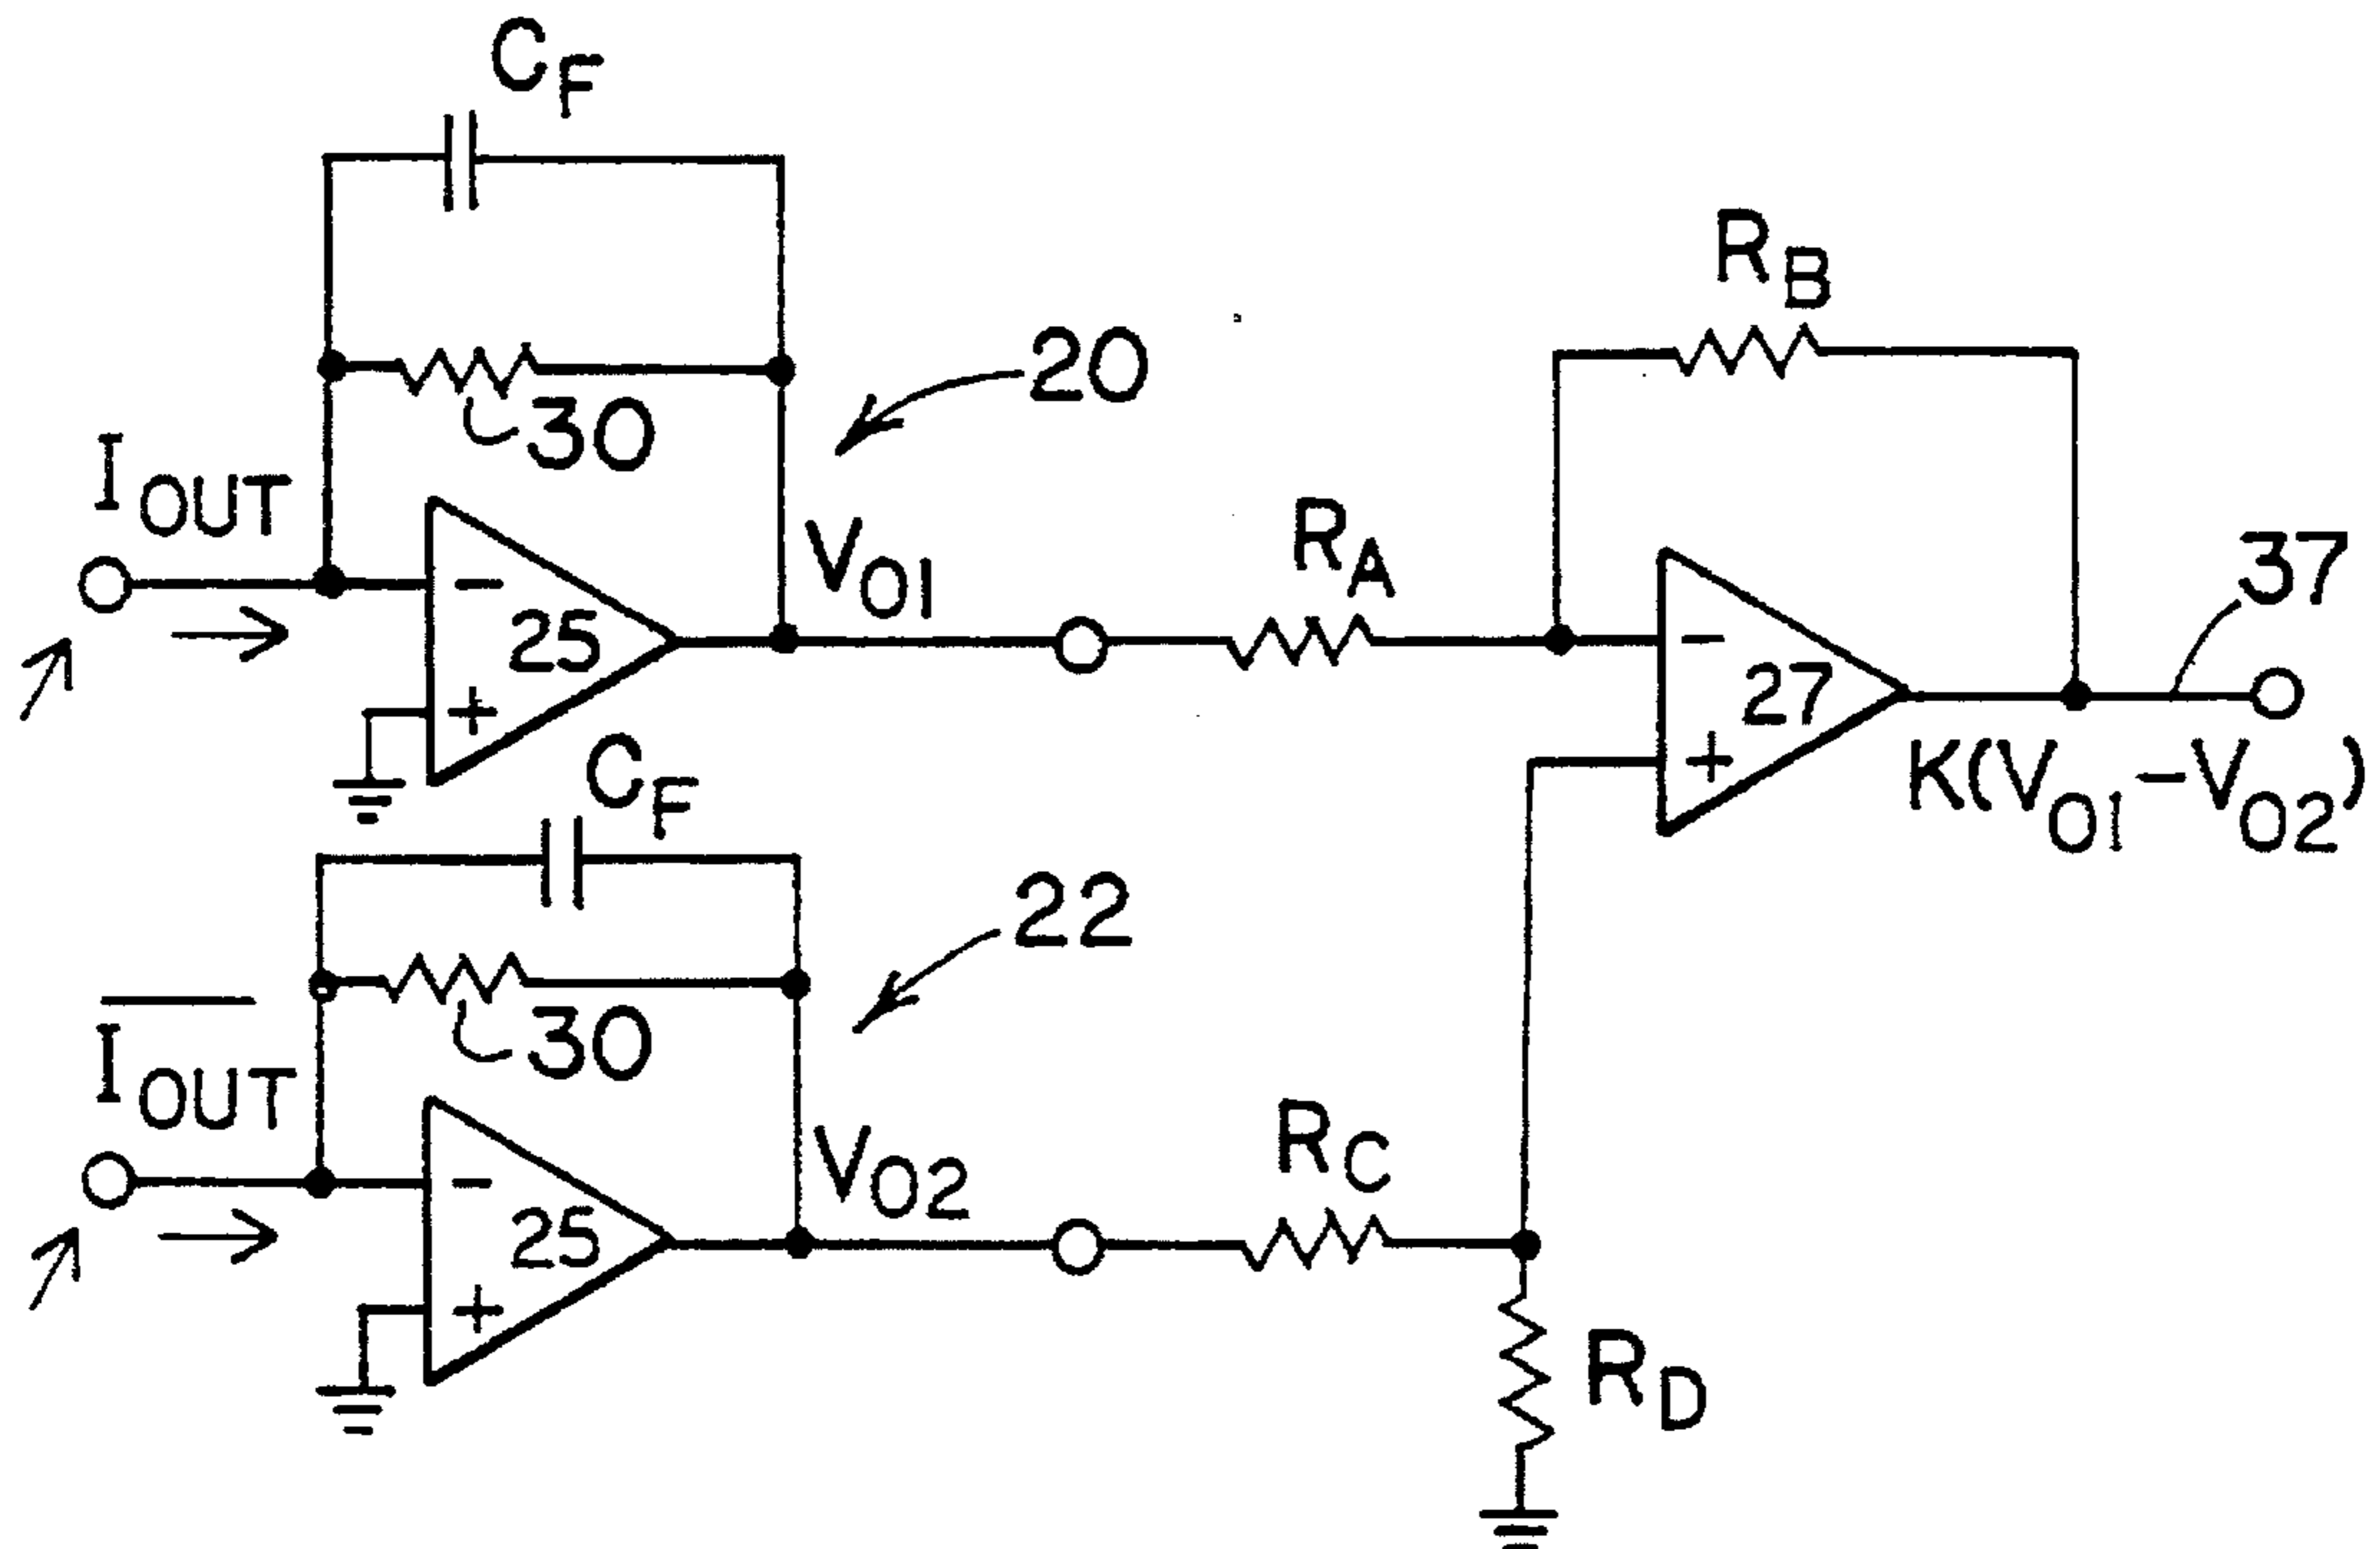 C_F
R_B
20
30
I_OUT
V_O1
R_A
37
−
25
+
−
27
+
K(V_O1−V_O2)
C_F
22
30
I̅_OUT
V_O2
R_C
−
25
+
R_D